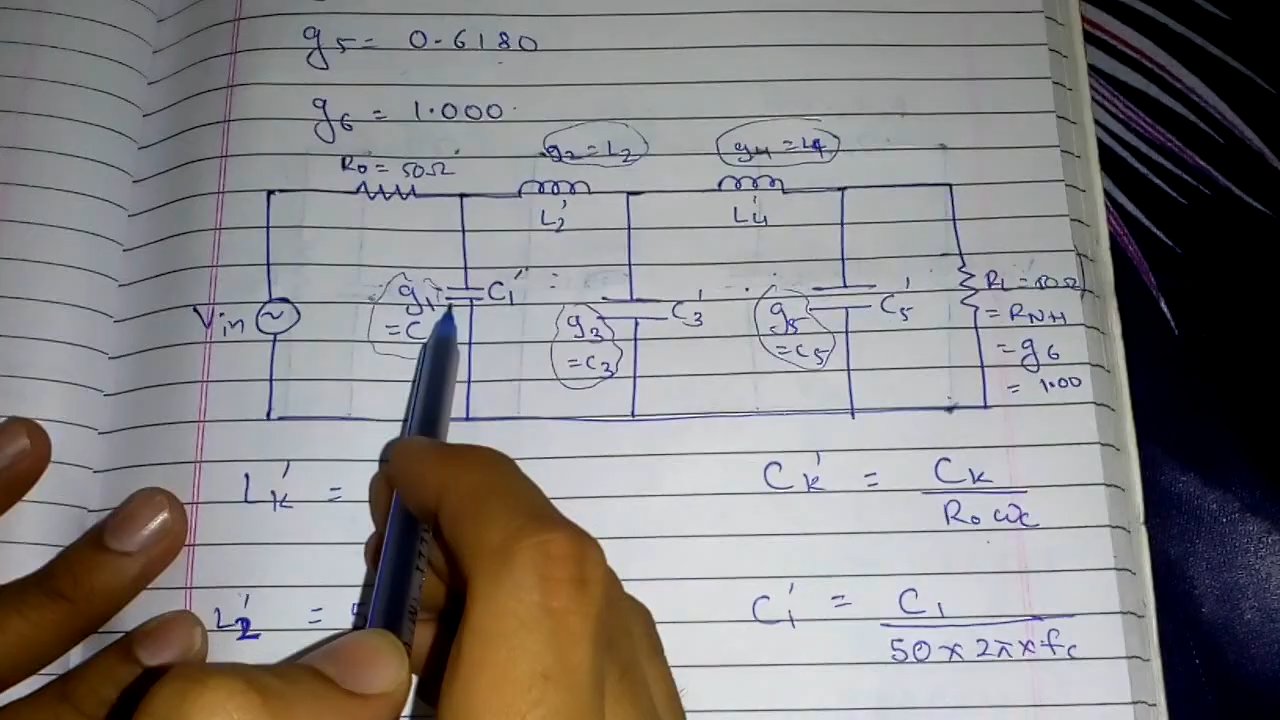 g5 = 0.6180
g6 = 1.000
g2 = L2
g4 = L4
R0 = 50Ω
L2'
L4'
g1
= C
C1'
g3
= C3
C3'
g5
= C5
C5'
RL = 50Ω
= RN+1
= g6
= 1.00
Vin
LK' =
CK' = CK
R0 ωc
L2' =
C1' = C1
50 × 2π × fc